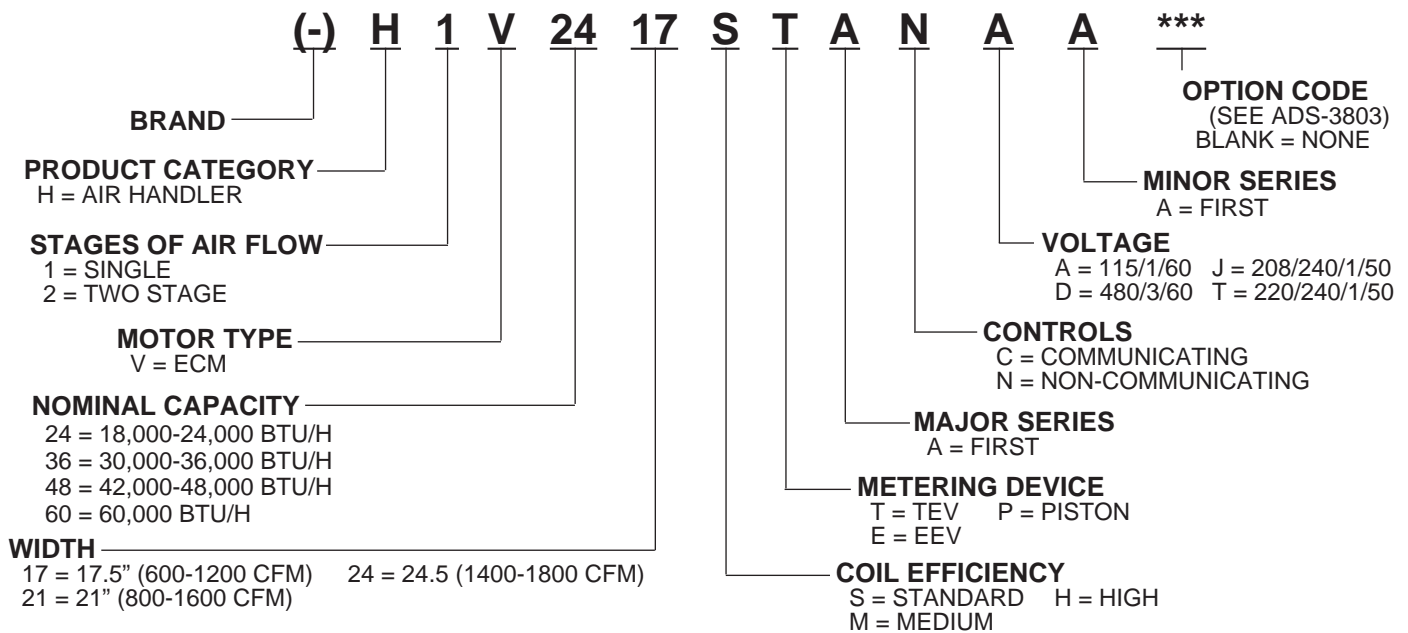 (-) H 1 V 24 17 S T A N A A ***
BRAND
PRODUCT CATEGORY
H = AIR HANDLER
STAGES OF AIR FLOW
1 = SINGLE
2 = TWO STAGE
MOTOR TYPE
V = ECM
NOMINAL CAPACITY
24 = 18,000-24,000 BTU/H
36 = 30,000-36,000 BTU/H
48 = 42,000-48,000 BTU/H
60 = 60,000 BTU/H
WIDTH
17 = 17.5” (600-1200 CFM) 24 = 24.5 (1400-1800 CFM)
21 = 21” (800-1600 CFM)
OPTION CODE
(SEE ADS-3803)
BLANK = NONE
MINOR SERIES
A = FIRST
VOLTAGE
A = 115/1/60 J = 208/240/1/50
D = 480/3/60 T = 220/240/1/50
CONTROLS
C = COMMUNICATING
N = NON-COMMUNICATING
MAJOR SERIES
A = FIRST
METERING DEVICE
T = TEV P = PISTON
E = EEV
COIL EFFICIENCY
S = STANDARD H = HIGH
M = MEDIUM